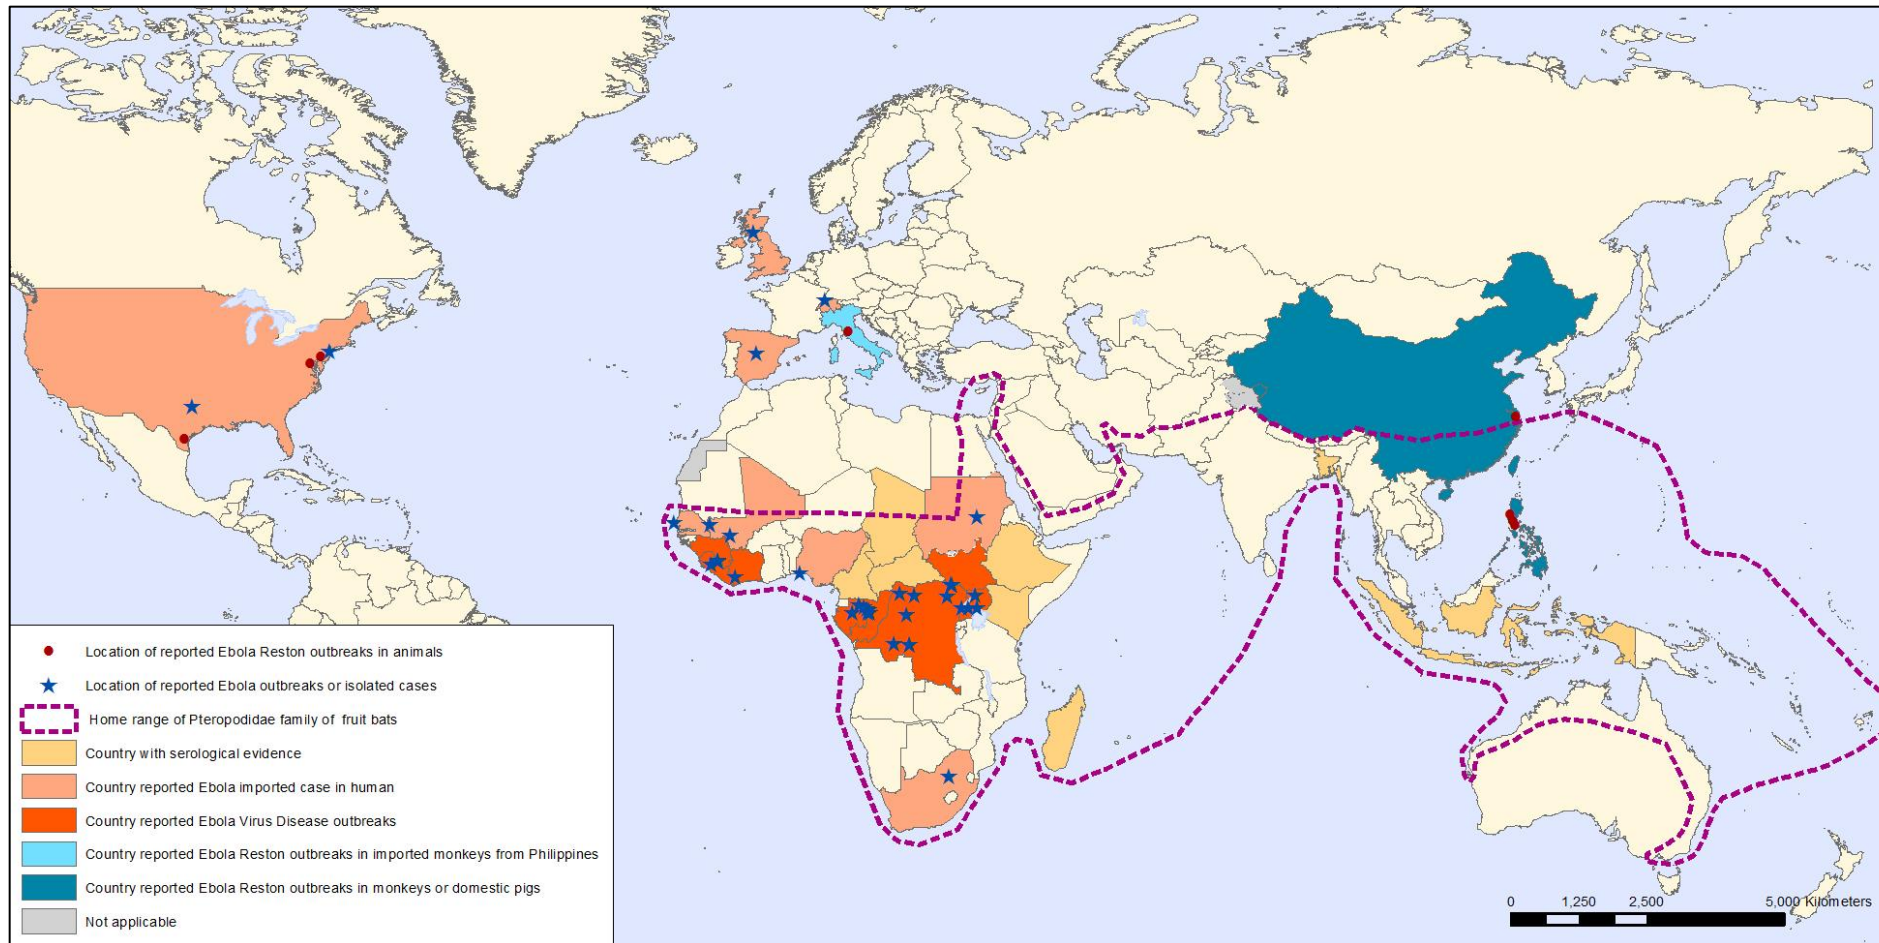 Location of reported Ebola Reston outbreaks in animals
Location of reported Ebola outbreaks or isolated cases
Home range of Pteropodidae family of fruit bats
Country with serological evidence
Country reported Ebola imported case in human
Country reported Ebola Virus Disease outbreaks
Country reported Ebola Reston outbreaks in imported monkeys from Philippines
Country reported Ebola Reston outbreaks in monkeys or domestic pigs
Not applicable
0 1,250 2,500 5,000 Kilometers